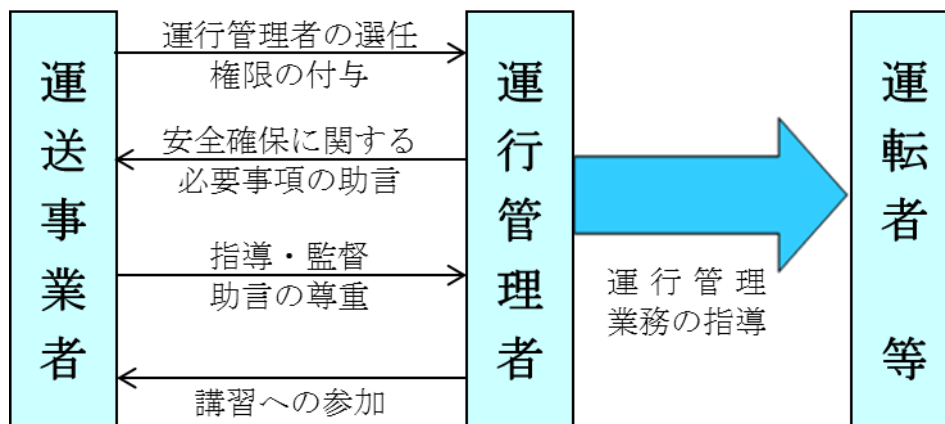 運送事業者
運行管理者の選任
権限の付与
安全確保に関する
必要事項の助言
指導・監督
助言の尊重
講習への参加
運行管理者
運行管理
業務の指導
運転者 等